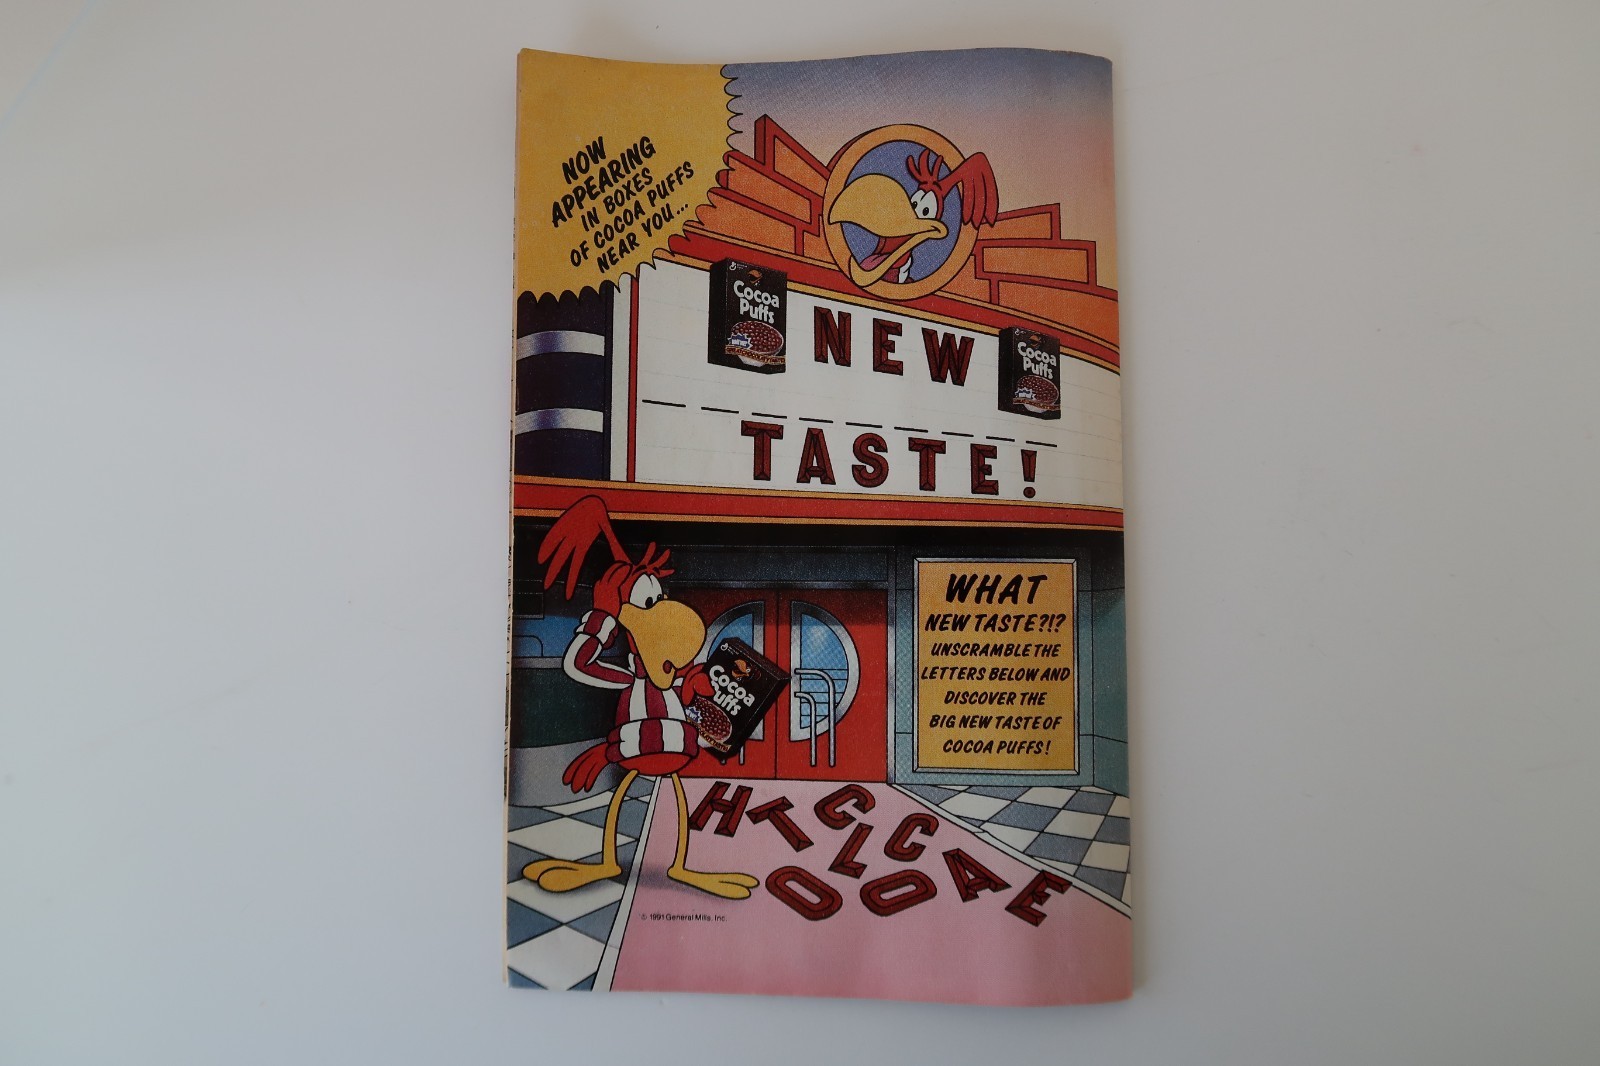 NOW
APPEARING
IN BOXES
OF COCOA PUFFS
NEAR YOU...
Cocoa
Puffs
NEW
Cocoa
Puffs
TASTE!
WHAT
NEW TASTE?!?
UNSCRAMBLE THE
LETTERS BELOW AND
DISCOVER THE
BIG NEW TASTE OF
COCOA PUFFS!
Cocoa
Puffs
H T C L C A E O O
© 1991 General Mills, Inc.